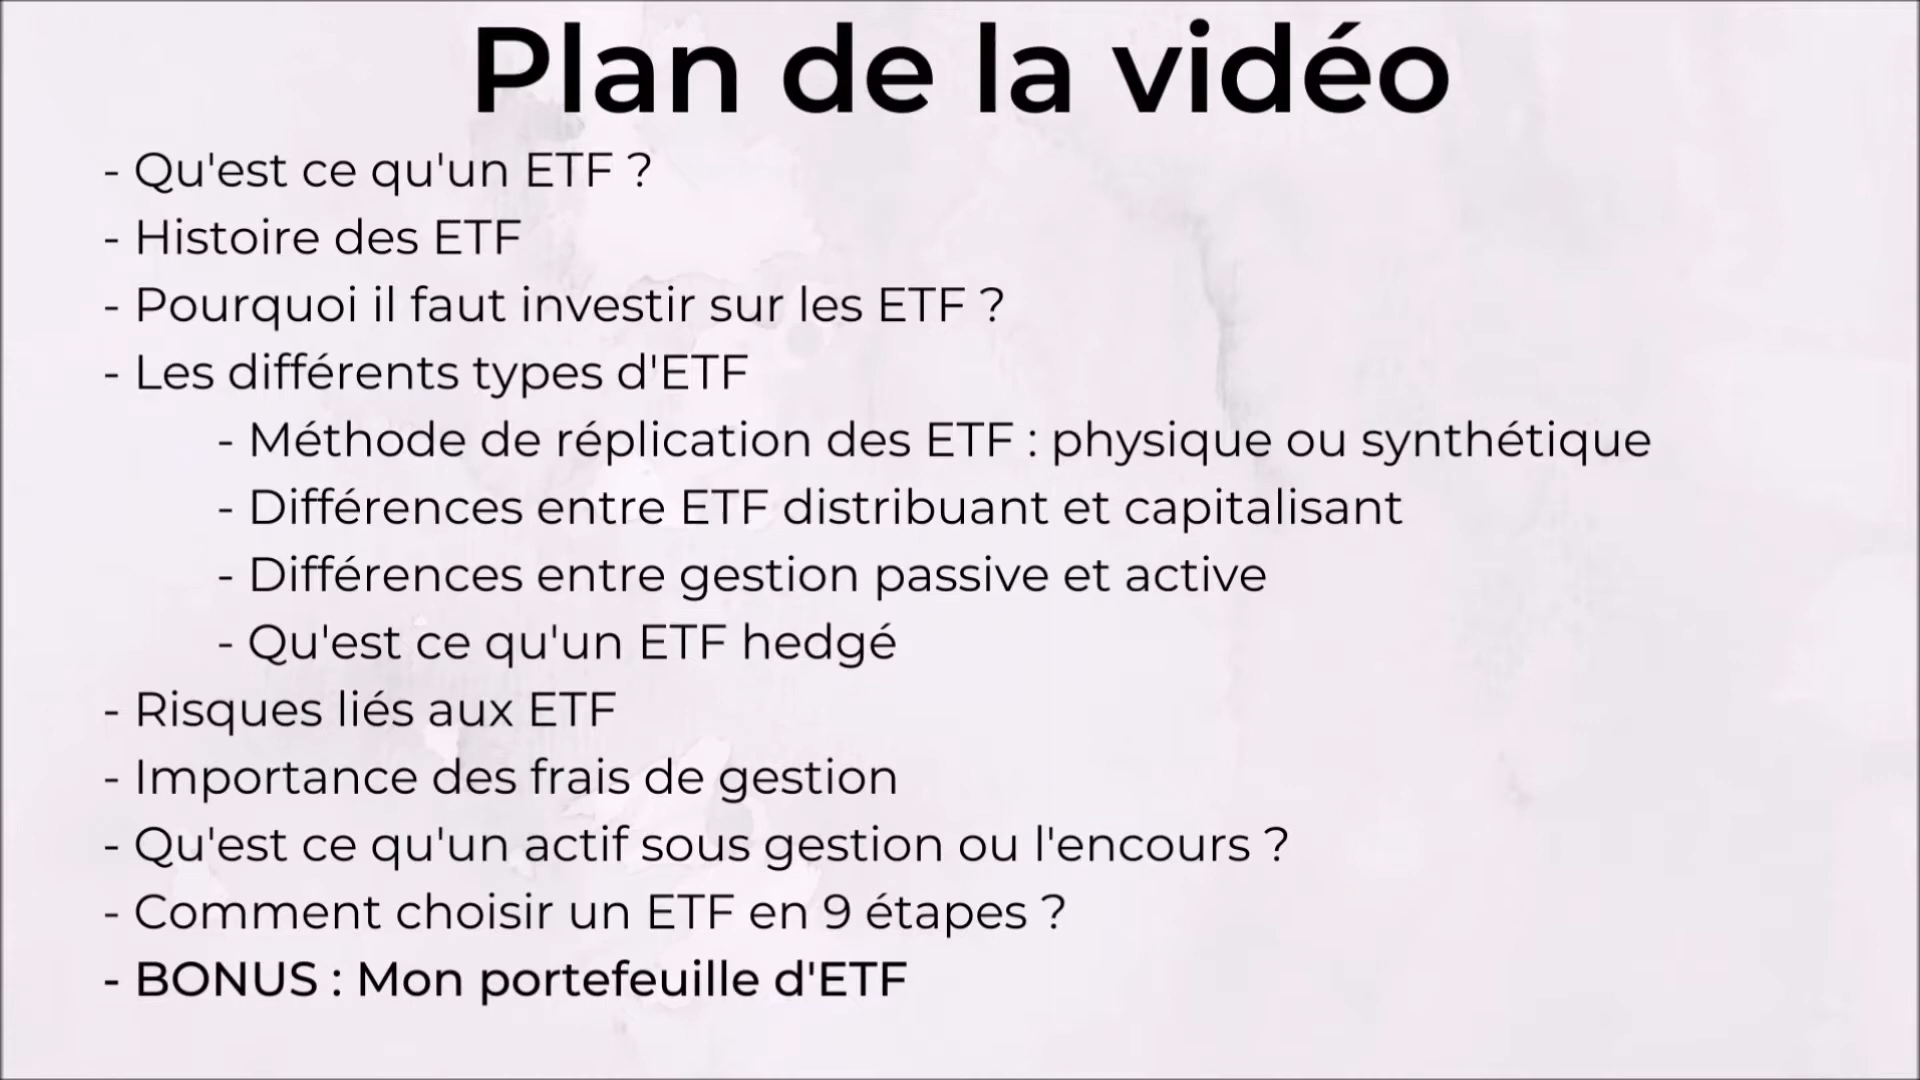 Plan de la vidéo
- Qu'est ce qu'un ETF ?
- Histoire des ETF
- Pourquoi il faut investir sur les ETF ?
- Les différents types d'ETF
- Méthode de réplication des ETF : physique ou synthétique
- Différences entre ETF distribuant et capitalisant
- Différences entre gestion passive et active
- Qu'est ce qu'un ETF hedgé
- Risques liés aux ETF
- Importance des frais de gestion
- Qu'est ce qu'un actif sous gestion ou l'encours ?
- Comment choisir un ETF en 9 étapes ?
- BONUS : Mon portefeuille d'ETF